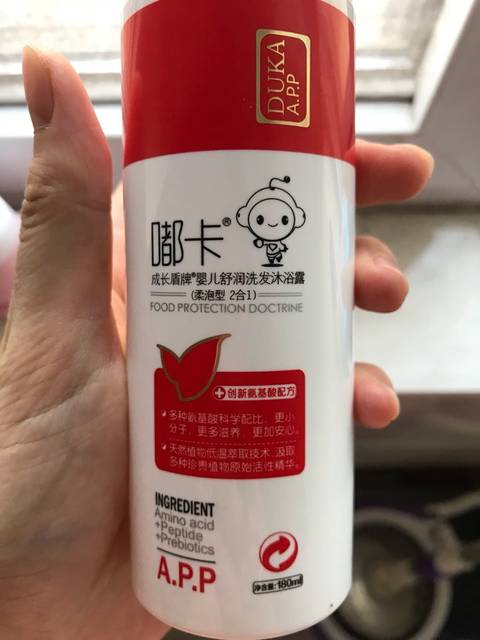 DUKA
A.P.P
嘟卡®
成长盾牌®婴儿舒润洗发沐浴露
(柔泡型 2合1)
FOOD PROTECTION DOCTRINE
创新氨基酸配方
多种氨基酸科学配比，更小
分子，更多滋养，更加安心。
天然植物低温萃取技术，汲取
多种珍贵植物原始活性精华。
INGREDIENT
Amino acid
+Peptide
+Prebiotics
A.P.P
净含量:180ml